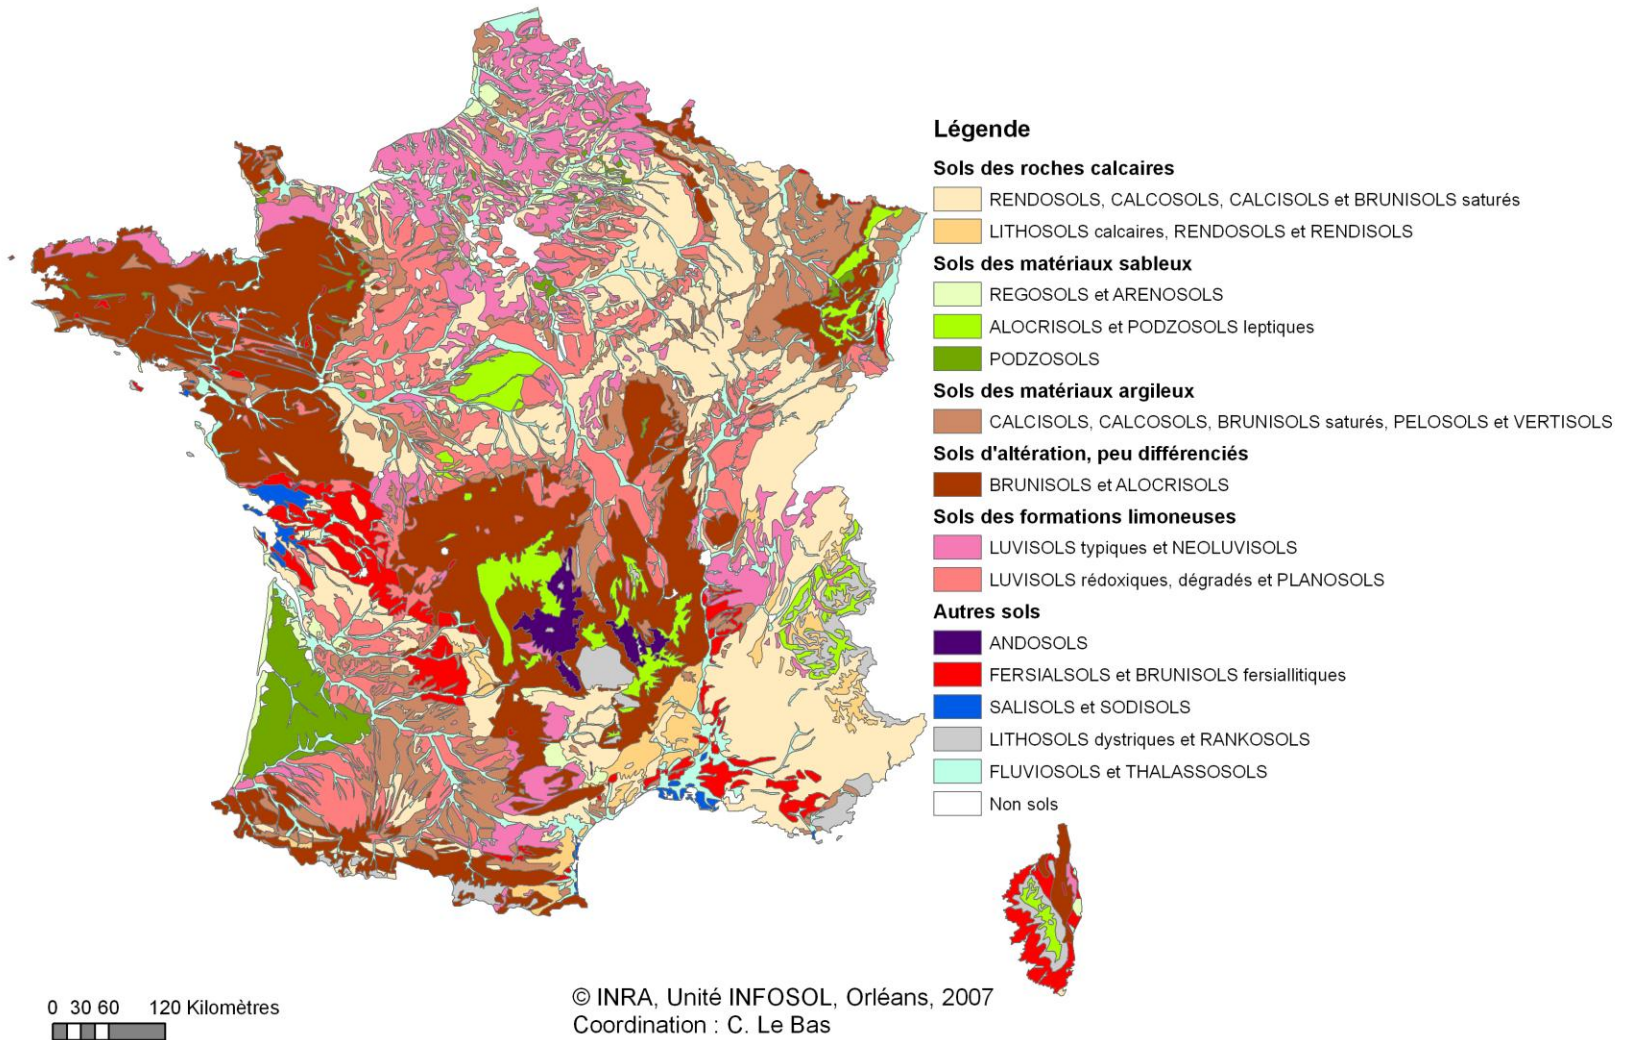 Légende
Sols des roches calcaires
RENDOSOLS, CALCOSOLS, CALCISOLS et BRUNISOLS saturés
LITHOSOLS calcaires, RENDOSOLS et RENDISOLS
Sols des matériaux sableux
REGOSOLS et ARENOSOLS
ALOCRISOLS et PODZOSOLS leptiques
PODZOSOLS
Sols des matériaux argileux
CALCISOLS, CALCOSOLS, BRUNISOLS saturés, PELOSOLS et VERTISOLS
Sols d'altération, peu différenciés
BRUNISOLS et ALOCRISOLS
Sols des formations limoneuses
LUVISOLS typiques et NEOLUVISOLS
LUVISOLS rédoxiques, dégradés et PLANOSOLS
Autres sols
ANDOSOLS
FERSIALSOLS et BRUNISOLS fersiallitiques
SALISOLS et SODISOLS
LITHOSOLS dystriques et RANKOSOLS
FLUVIOSOLS et THALASSOSOLS
Non sols
0 30 60 120 Kilomètres
© INRA, Unité INFOSOL, Orléans, 2007
Coordination : C. Le Bas